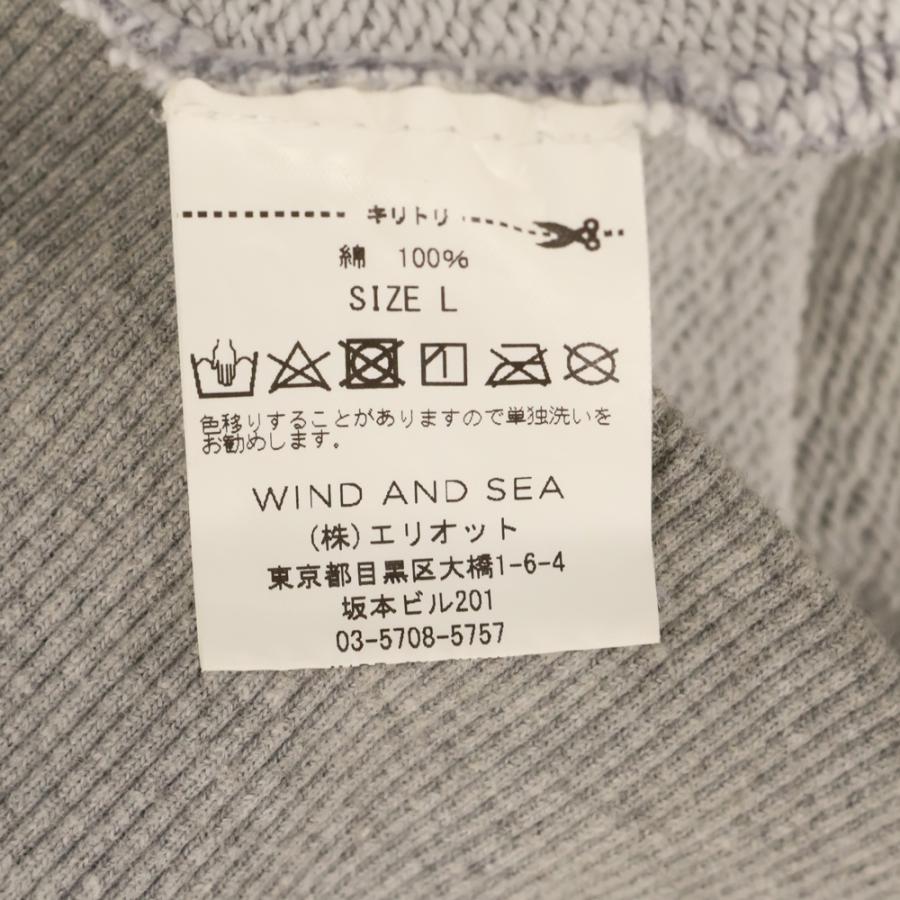 キリトリ
綿 100%
SIZE L
色移りすることがありますので単独洗いを
お勧めします。
WIND AND SEA
(株)エリオット
東京都目黒区大橋1-6-4
坂本ビル201
03-5708-5757